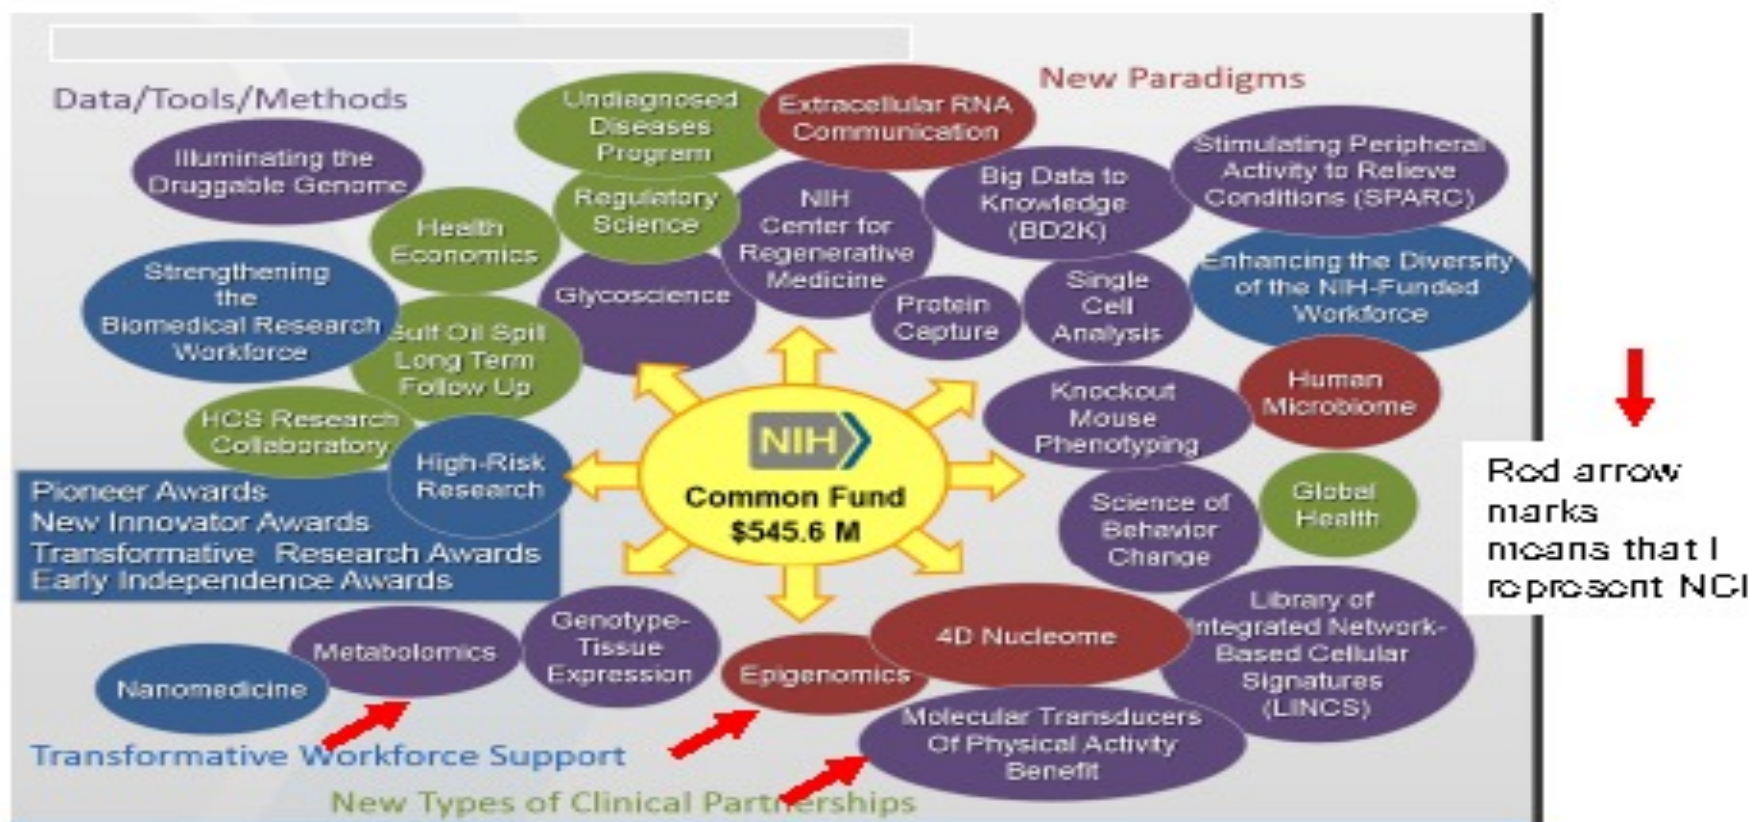 Data/Tools/Methods
New Paradigms
Undiagnosed
Diseases
Program
Extracellular RNA
Communication
Illuminating the
Druggable Genome
Stimulating Peripheral
Activity to Relieve
Conditions (SPARC)
Health
Economics
Regulatory
Science
NIH
Center for
Regenerative
Medicine
Big Data to
Knowledge
(BD2K)
Strengthening
the
Biomedical Research
Workforce
Glycoscience
Protein
Capture
Single
Cell
Analysis
Enhancing the Diversity
of the NIH-Funded
Workforce
Gulf Oil Spill
Long Term
Follow Up
HCS Research
Collaboratory
High-Risk
Research
Knockout
Mouse
Phenotyping
Human
Microbiome
NIH
Common Fund
$545.6 M
Pioneer Awards
New Innovator Awards
Transformative Research Awards
Early Independence Awards
Science of
Behavior
Change
Global
Health
Red arrow
marks
means that I
represent NCI
Nanomedicine
Metabolomics
Genotype-
Tissue
Expression
Epigenomics
4D Nucleome
Library of
Integrated Network-
Based Cellular
Signatures
(LINCS)
Molecular Transducers
Of Physical Activity
Benefit
Transformative Workforce Support
New Types of Clinical Partnerships